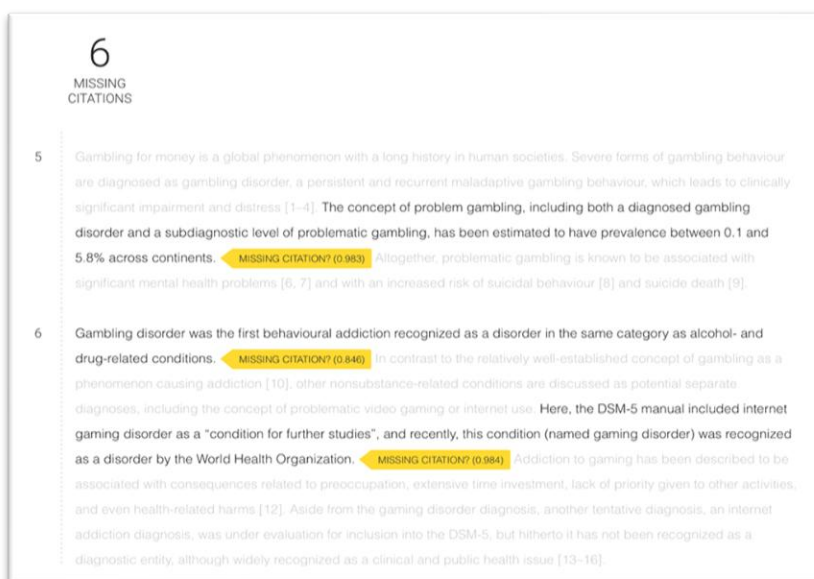 6
MISSING
CITATIONS
5
Gambling for money is a global phenomenon with a long history in human societies. Severe forms of gambling behaviour
are diagnosed as gambling disorder, a persistent and recurrent maladaptive gambling behaviour, which leads to clinically
significant impairment and distress [1–4]. The concept of problem gambling, including both a diagnosed gambling
disorder and a subdiagnostic level of problematic gambling, has been estimated to have prevalence between 0.1 and
5.8% across continents. MISSING CITATION? (0.983) Altogether, problematic gambling is known to be associated with
significant mental health problems [6, 7] and with an increased risk of suicidal behaviour [8] and suicide death [9].
6
Gambling disorder was the first behavioural addiction recognized as a disorder in the same category as alcohol- and
drug-related conditions. MISSING CITATION? (0.846) In contrast to the relatively well-established concept of gambling as a
phenomenon causing addiction [10], other nonsubstance-related conditions are discussed as potential separate
diagnoses, including the concept of problematic video gaming or internet use. Here, the DSM-5 manual included internet
gaming disorder as a “condition for further studies”, and recently, this condition (named gaming disorder) was recognized
as a disorder by the World Health Organization. MISSING CITATION? (0.984) Addiction to gaming has been described to be
associated with consequences related to preoccupation, extensive time investment, lack of priority given to other activities,
and even health-related harms [12]. Aside from the gaming disorder diagnosis, another tentative diagnosis, an internet
addiction diagnosis, was under evaluation for inclusion into the DSM-5, but hitherto it has not been recognized as a
diagnostic entity, although widely recognized as a clinical and public health issue [13–16].